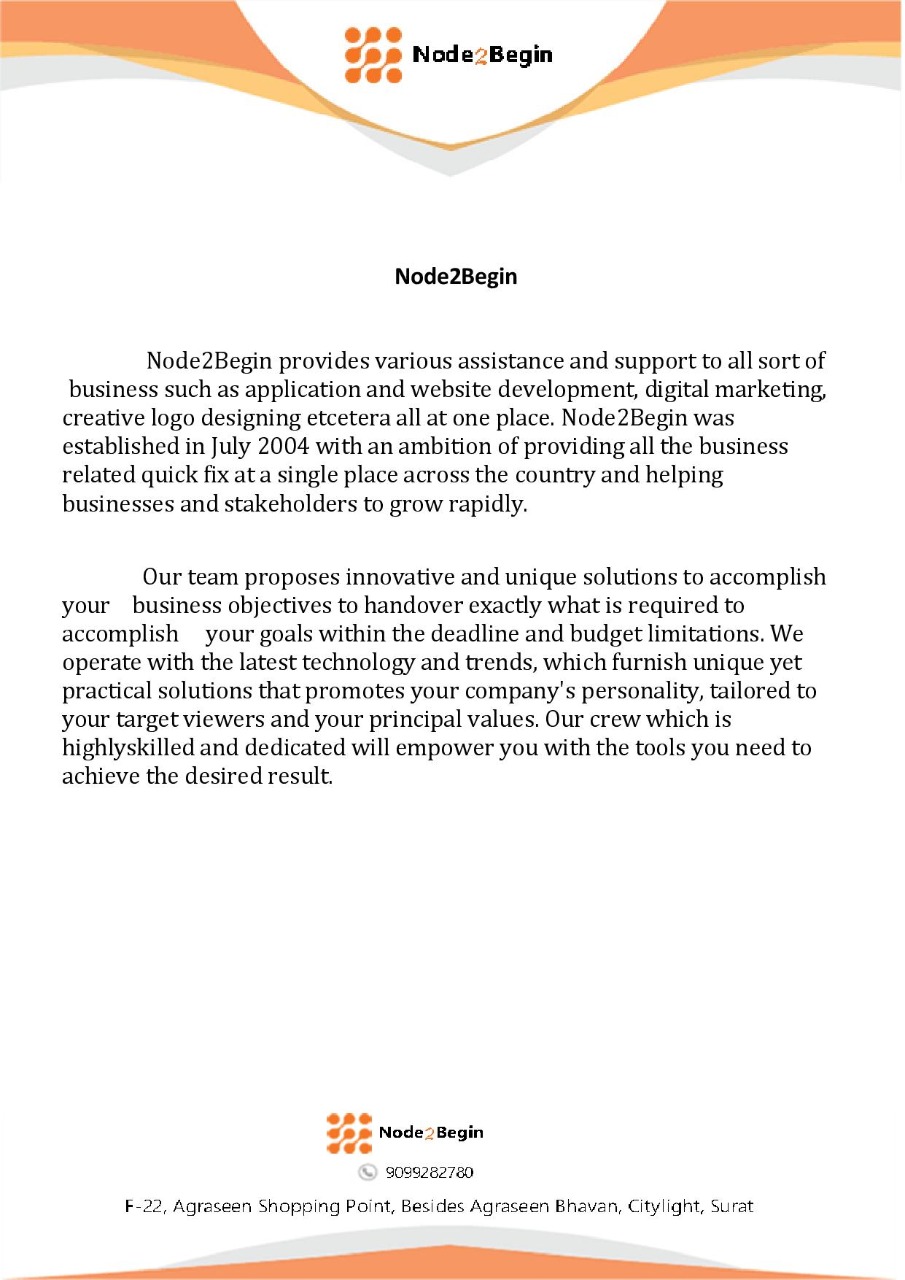 Node2Begin
Node2Begin
Node2Begin provides various assistance and support to all sort of
business such as application and website development, digital marketing,
creative logo designing etcetera all at one place. Node2Begin was
established in July 2004 with an ambition of providing all the business
related quick fix at a single place across the country and helping
businesses and stakeholders to grow rapidly.
Our team proposes innovative and unique solutions to accomplish
your business objectives to handover exactly what is required to
accomplish your goals within the deadline and budget limitations. We
operate with the latest technology and trends, which furnish unique yet
practical solutions that promotes your company's personality, tailored to
your target viewers and your principal values. Our crew which is
highlyskilled and dedicated will empower you with the tools you need to
achieve the desired result.
Node2Begin
9099282780
F-22, Agraseen Shopping Point, Besides Agraseen Bhavan, Citylight, Surat